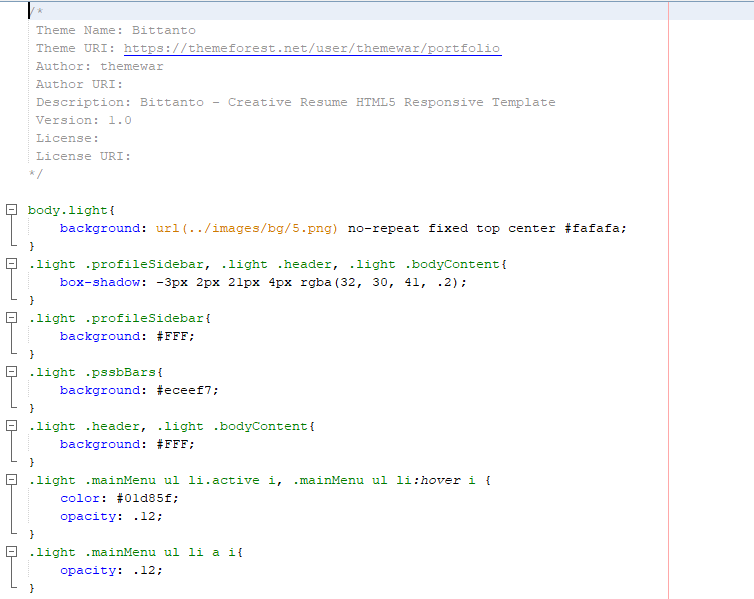 /*
Theme Name: Bittanto
Theme URI: https://themeforest.net/user/themewar/portfolio
Author: themewar
Author URI:
Description: Bittanto - Creative Resume HTML5 Responsive Template
Version: 1.0
License:
License URI:
*/
body.light{
background: url(../images/bg/5.png) no-repeat fixed top center #fafafa;
}
.light .profileSidebar, .light .header, .light .bodyContent{
box-shadow: -3px 2px 21px 4px rgba(32, 30, 41, .2);
}
.light .profileSidebar{
background: #FFF;
}
.light .pssbBars{
background: #eceef7;
}
.light .header, .light .bodyContent{
background: #FFF;
}
.light .mainMenu ul li.active i, .mainMenu ul li:hover i {
color: #01d85f;
opacity: .12;
}
.light .mainMenu ul li a i{
opacity: .12;
}